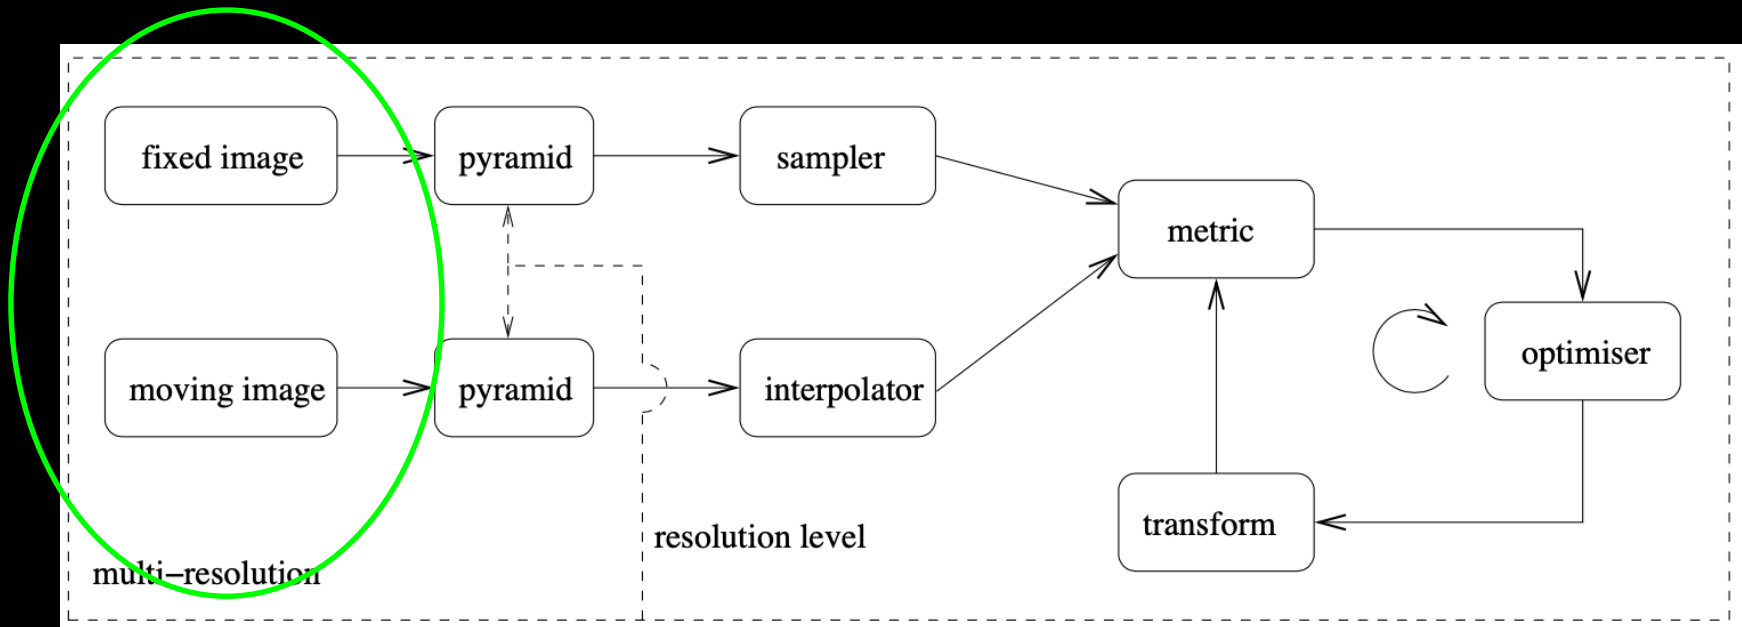 fixed image
pyramid
sampler
metric
moving image
pyramid
interpolator
optimiser
transform
resolution level
multi−resolution